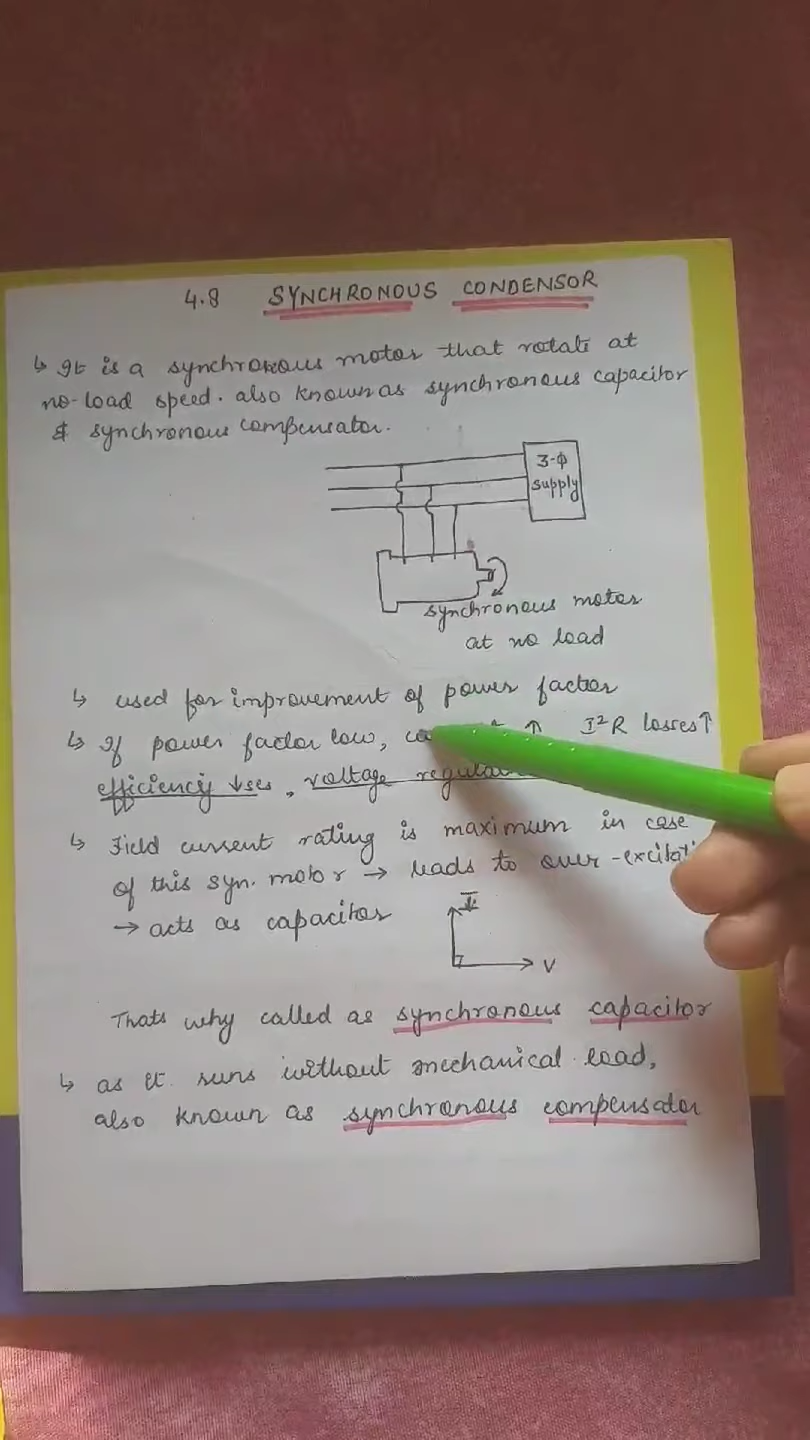 4.8 SYNCHRONOUS CONDENSOR
↳ It is a synchronous motor that rotate at
no-load speed. also known as synchronous capacitor
& synchronous compensator.
3-Φ
supply
synchronous motor
at no load
↳ used for improvement of power factor
↳ If power factor low, ↑ I²R losses↑
efficiency ↓ses, voltage
↳ Field current rating is maximum in case
of this syn. motor → leads to over-
→ acts as capacitor
I
V
Thats why called as synchronous capacitor
↳ as it runs without mechanical load,
also known as synchronous compensator